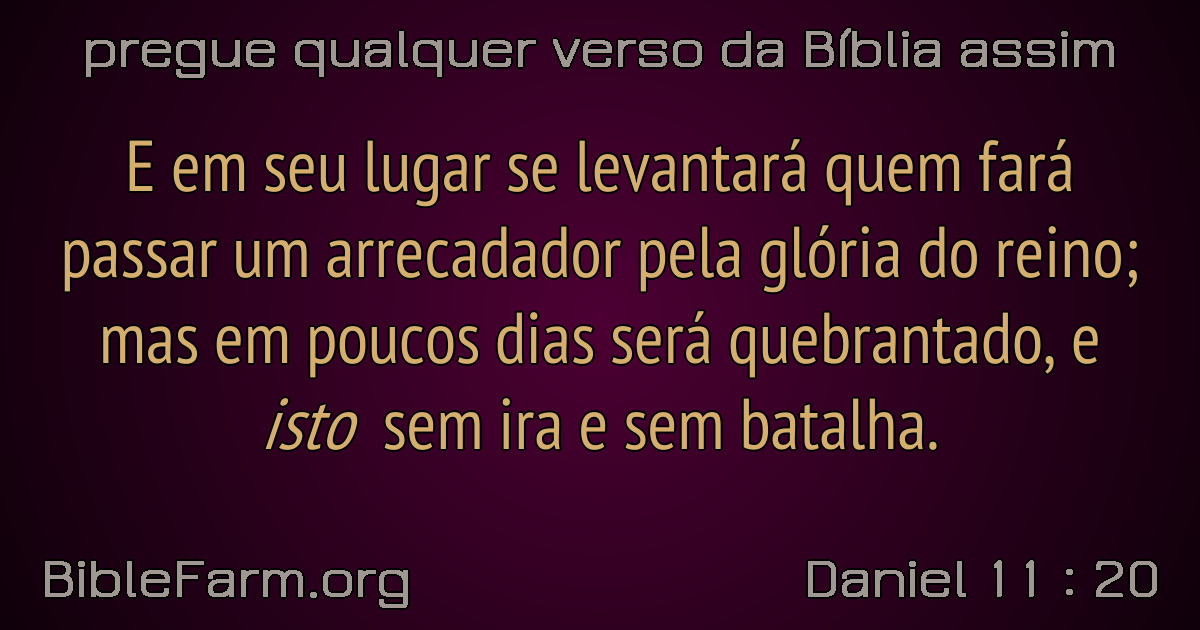 pregue qualquer verso da Bíblia assim
E em seu lugar se levantará quem fará
passar um arrecadador pela glória do reino;
mas em poucos dias será quebrantado, e
isto sem ira e sem batalha.
BibleFarm.org
Daniel 11 : 20